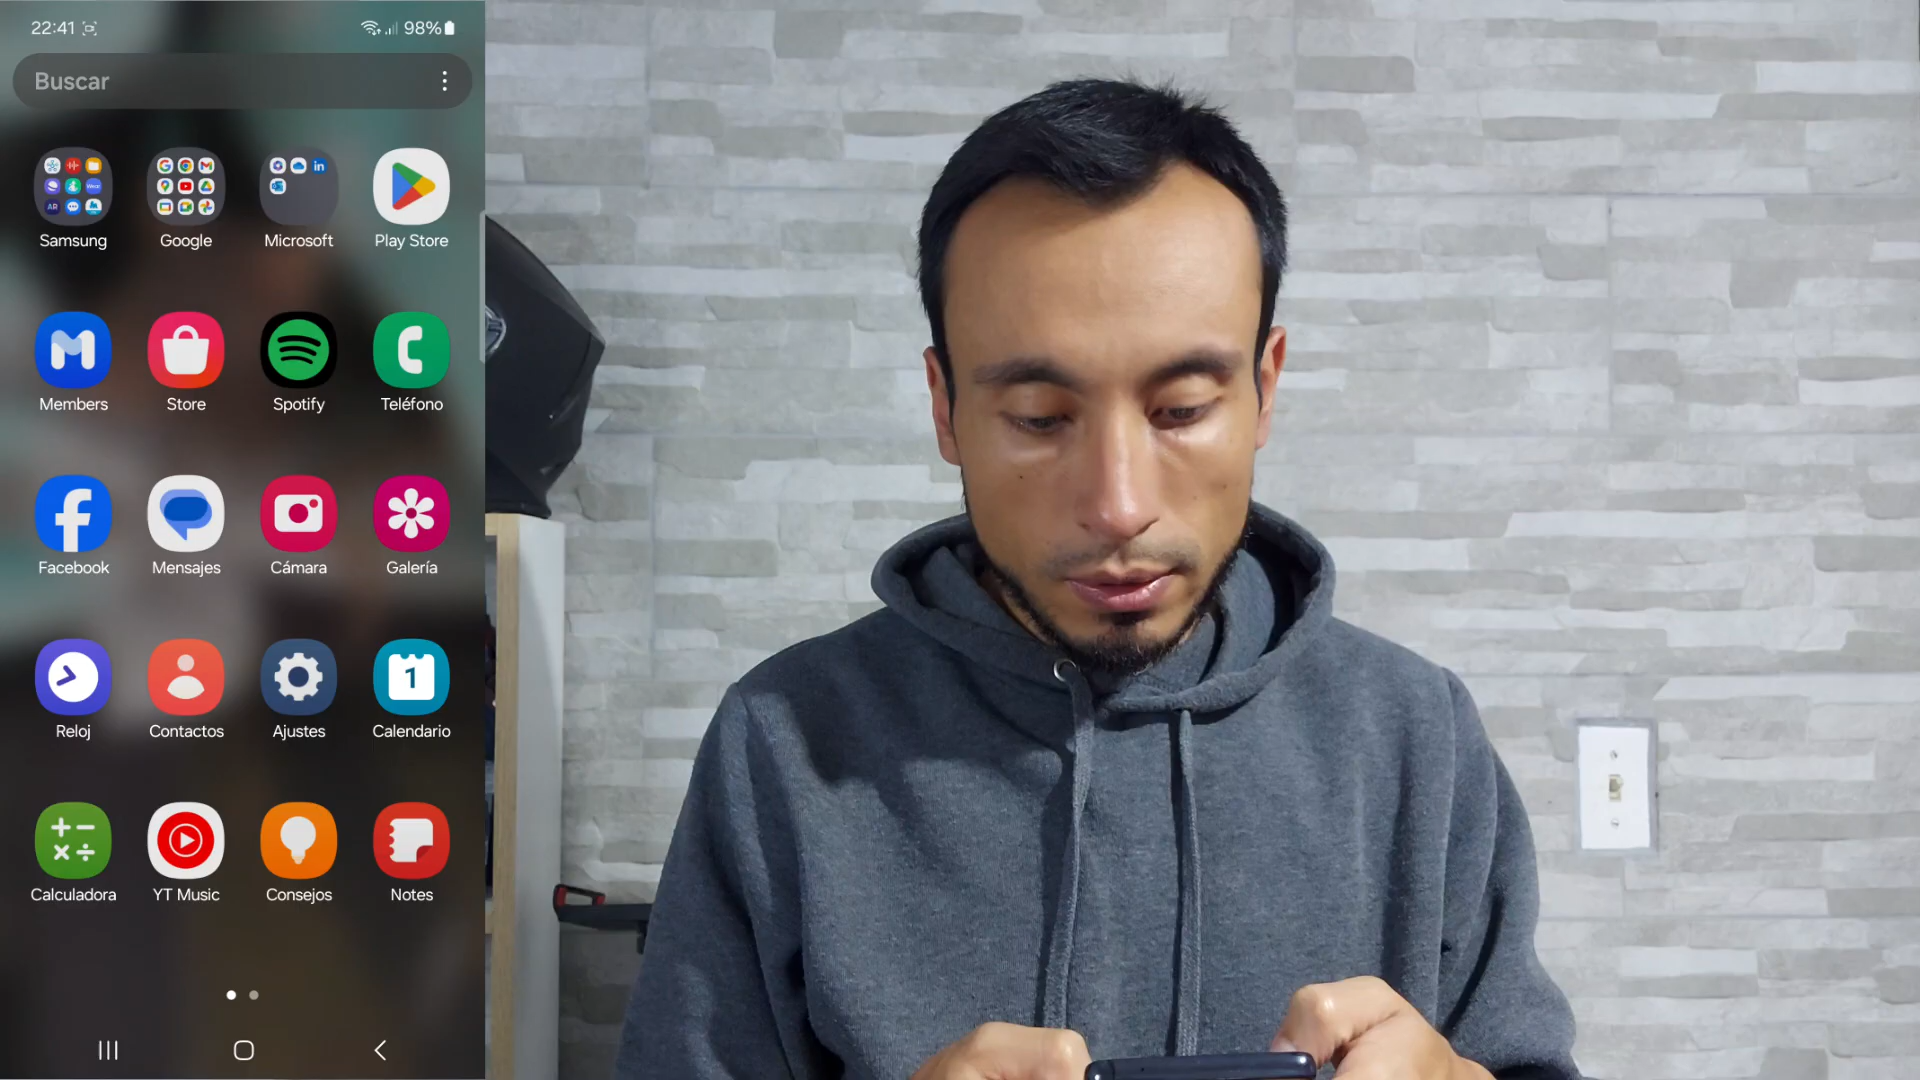 22:41
98%
Buscar
Samsung
Google
Microsoft
Play Store
Members
Store
Spotify
Teléfono
Facebook
Mensajes
Cámara
Galería
Reloj
Contactos
Ajustes
1
Calendario
Calculadora
YT Music
Consejos
Notes